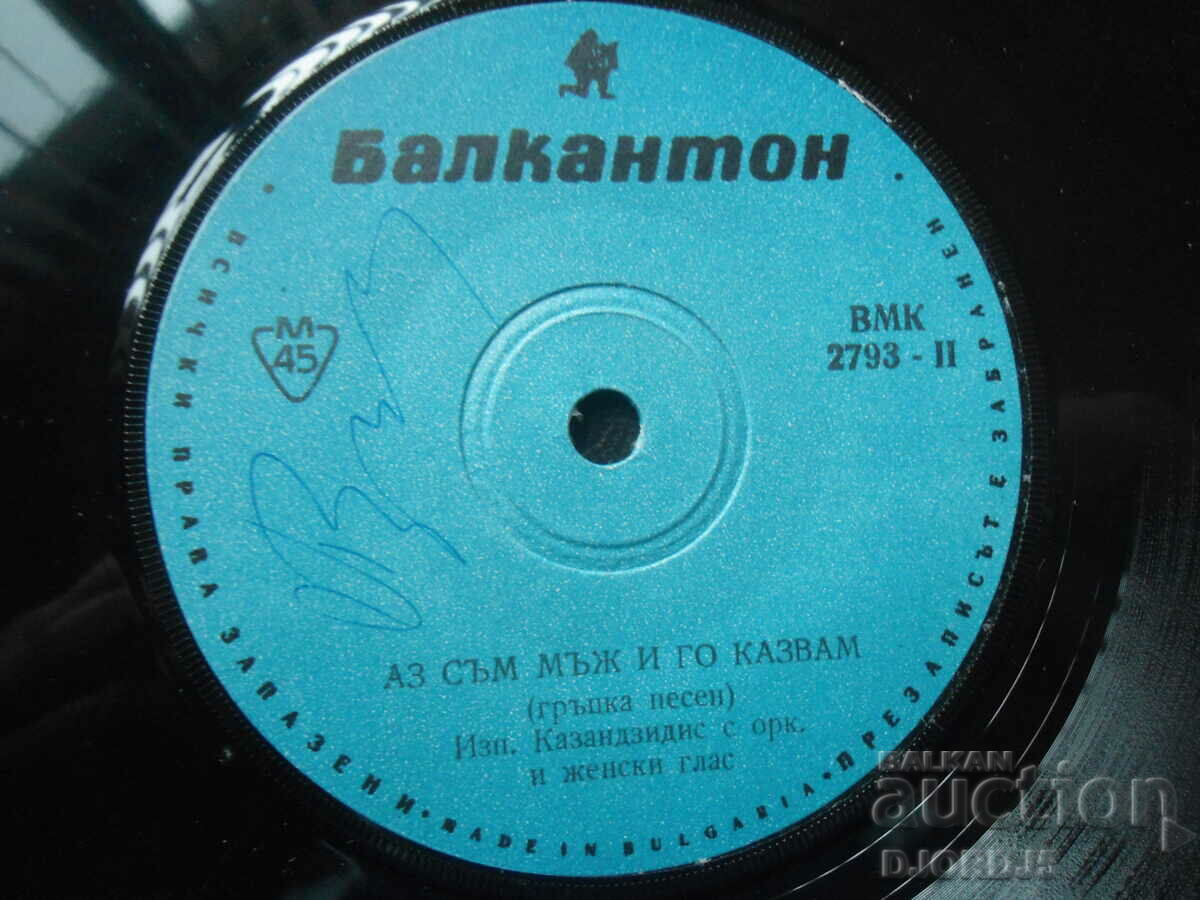 Балкантон
M
45
ВМК
2793 - II
АЗ СЪМ МЪЖ И ГО КАЗВАМ
(гръцка песен)
Изп. Казандзидис с орк.
и женски глас
ВСИЧКИ ПРАВА ЗАПАЗЕНИ • MADE IN BULGARIA • ПРЕЗАПИСЪТ Е ЗАБРАНЕН
BALKAN
auction
DJORDJ5